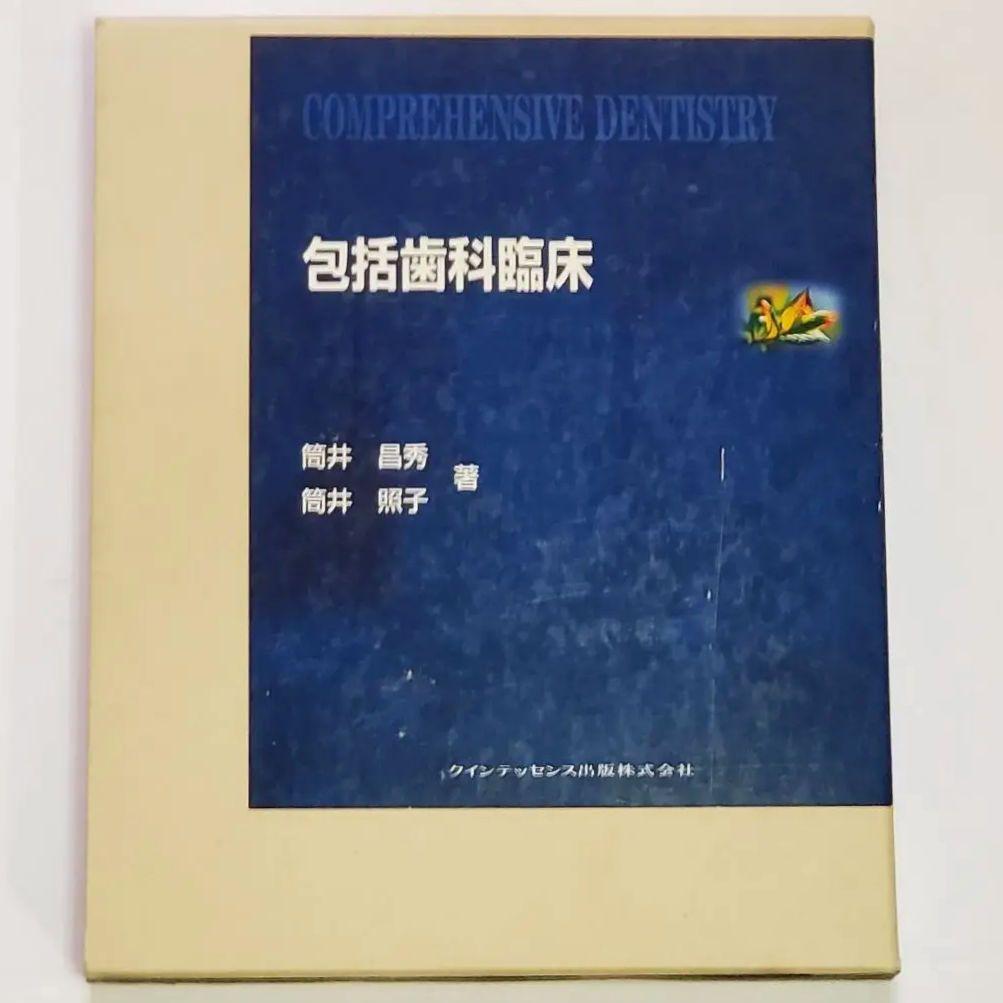 COMPREHENSIVE DENTISTRY
包括歯科臨床
筒井 昌秀
筒井 照子
著
クインテッセンス出版株式会社